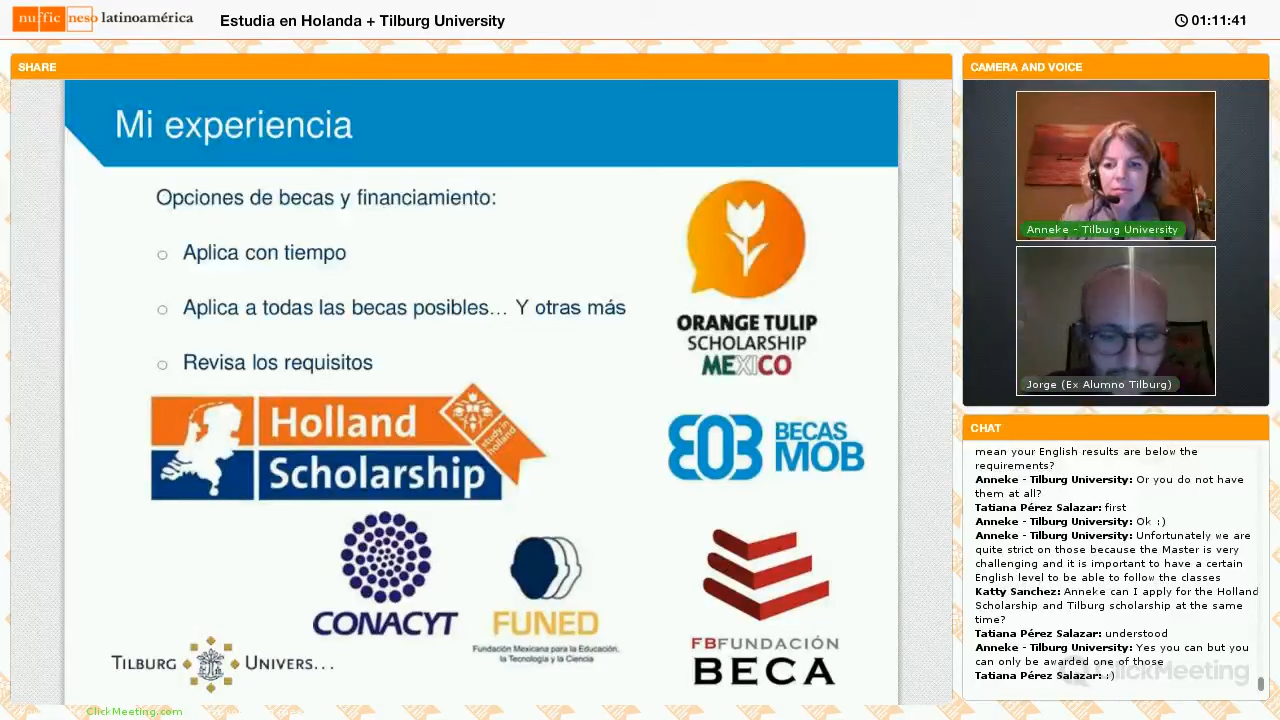 nuffic neso latinoamérica
Estudia en Holanda + Tilburg University
01:11:41
SHARE
Mi experiencia
Opciones de becas y financiamiento:
Aplica con tiempo
Aplica a todas las becas posibles... Y otras más
Revisa los requisitos
ORANGE TULIP
SCHOLARSHIP
MEXICO
Holland
Scholarship
study in
holland
BECAS
MOB
CONACYT
FUNED
Fundación Mexicana para la Educación,
la Tecnología y la Ciencia
FBFUNDACIÓN
BECA
TILBURG UNIVERS...
CAMERA AND VOICE
Anneke - Tilburg University
Jorge (Ex Alumno Tilburg)
CHAT
mean your English results are below the
requirements?
Anneke - Tilburg University: Or you do not have
them at all?
Tatiana Pérez Salazar: first
Anneke - Tilburg University: Ok :)
Anneke - Tilburg University: Unfortunately we are
quite strict on those because the Master is very
challenging and it is important to have a certain
English level to be able to follow the classes
Katty Sanchez: Anneke can I apply for the Holland
Scholarship and Tilburg scholarship at the same
time?
Tatiana Pérez Salazar: understood
Anneke - Tilburg University: Yes you can but you
can only be awarded one of those
Tatiana Pérez Salazar: :)
ClickMeeting
ClickMeeting.com